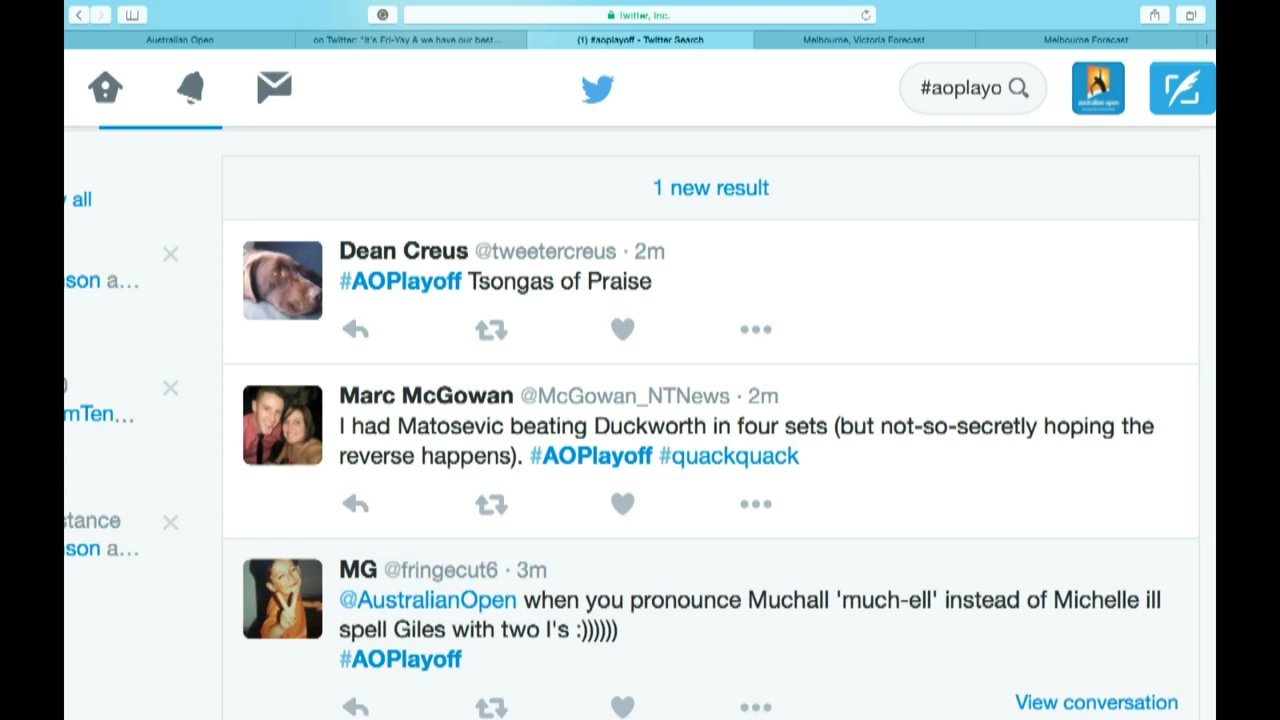 Twitter, Inc.
Australian Open
on Twitter: "It's Fri-Yay & we have our best...
(1) #aoplayoff - Twitter Search
Melbourne, Victoria Forecast
Melbourne Forecast
#aoplayo
australian open
all
1 new result
son a...
mTen...
stance
son a...
Dean Creus @tweetercreus · 2m
#AOPlayoff Tsongas of Praise
Marc McGowan @McGowan_NTNews · 2m
I had Matosevic beating Duckworth in four sets (but not-so-secretly hoping the
reverse happens). #AOPlayoff #quackquack
MG @fringecut6 · 3m
@AustralianOpen when you pronounce Muchall 'much-ell' instead of Michelle ill
spell Giles with two l's :))))))
#AOPlayoff
View conversation